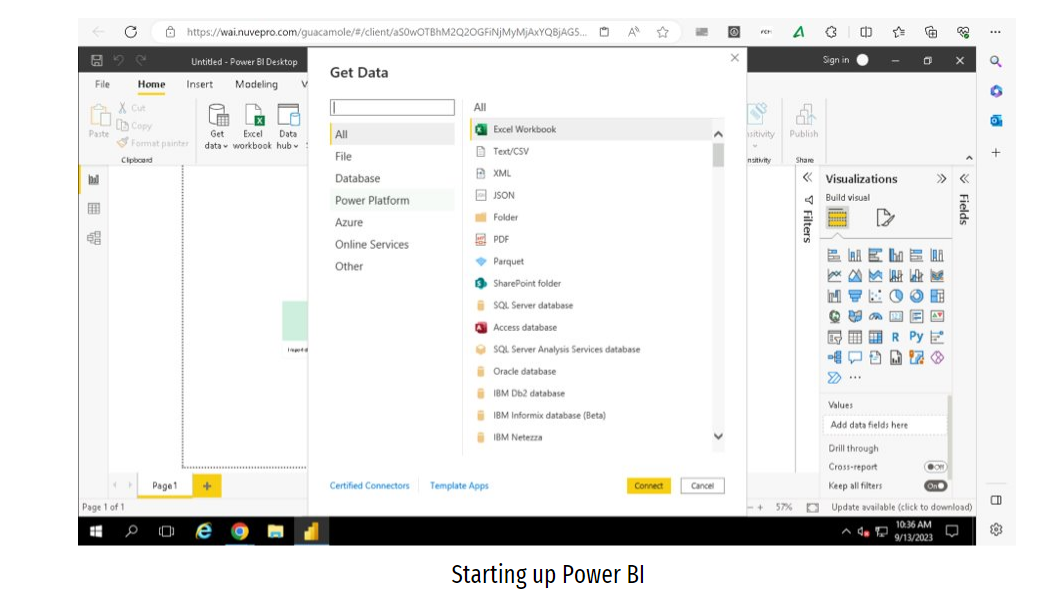 https://wai.nuvepro.com/guacamole/#/client/aS0wOTBhM2Q2OGFiNjMyMjAxYQBjAG5...
Untitled - Power BI Desktop
Sign in
File Home Insert Modeling V
Paste
Cut
Copy
Format painter
Clipboard
Get data
Excel workbook
Data hub
Get Data
All
File
Database
Power Platform
Azure
Online Services
Other
All
Excel Workbook
Text/CSV
XML
JSON
Folder
PDF
Parquet
SharePoint folder
SQL Server database
Access database
SQL Server Analysis Services database
Oracle database
IBM Db2 database
IBM Informix database (Beta)
IBM Netezza
Certified Connectors
Template Apps
Connect
Cancel
Publish
Share
Filters
Visualizations
Build visual
R
Py
Values
Add data fields here
Drill through
Cross-report Off
Keep all filters On
Fields
Page 1
Page 1 of 1
57%
Update available (click to download)
10:36 AM
9/13/2023
Starting up Power BI